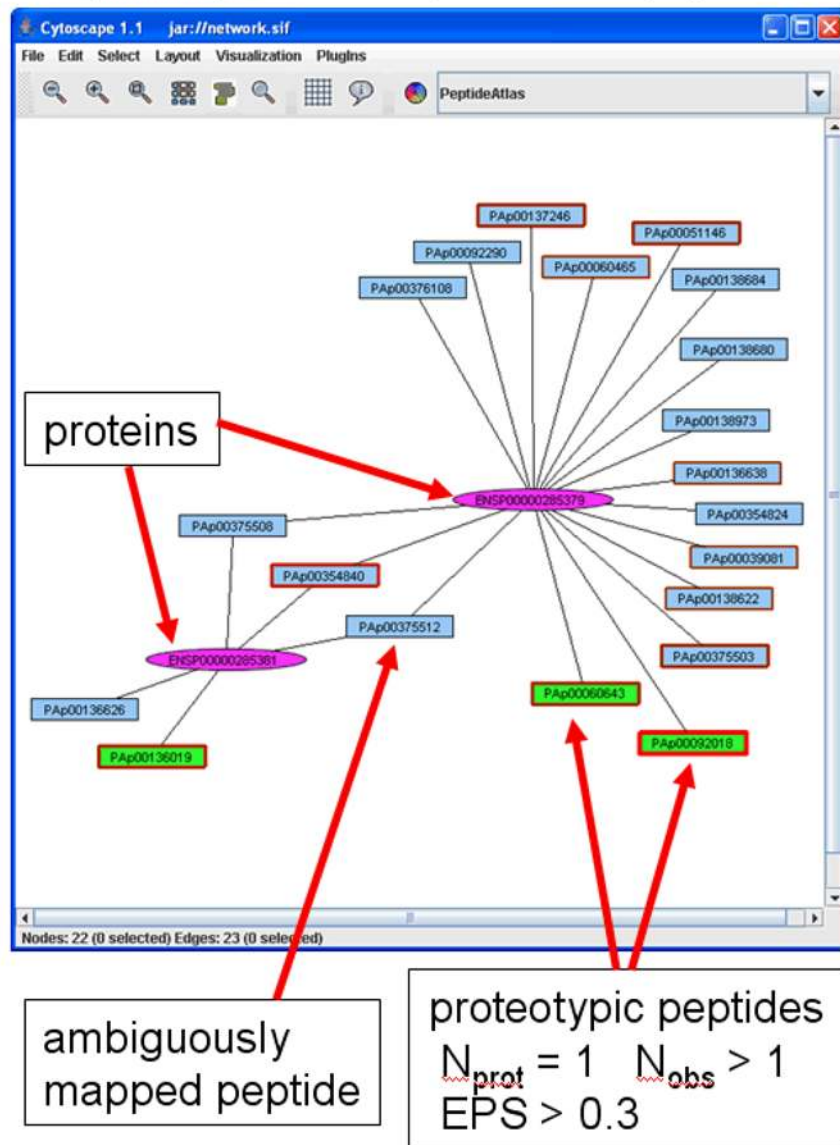 Cytoscape 1.1 jar://network.sif
File Edit Select Layout Visualization PlugIns
PeptideAtlas
PAp00137246
PAp00051146
PAp00092290
PAp00060465
PAp00376108
PAp00138684
PAp00138680
proteins
PAp00138973
PAp00136638
ENSP00000285379
PAp00354824
PAp00375508
PAp00039081
PAp00354840
PAp00138622
PAp00375512
ENSP00000285381
PAp00375503
PAp00060643
PAp00136626
PAp00092018
PAp00136019
Nodes: 22 (0 selected) Edges: 23 (0 selected)
ambiguously
mapped peptide
proteotypic peptides
Nprot = 1 Nobs > 1
EPS > 0.3